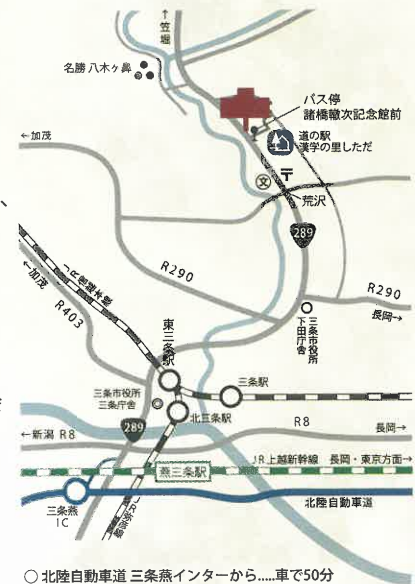 ↑笠堀
名勝 八木ヶ鼻
バス停
諸橋轍次記念館前
道の駅
漢学の里しただ
〒
文
荒沢
←加茂
289
R290
R290
長岡→
←加茂
JR信越本線
R403
三条市役所
下田庁舎
東三条駅
三条駅
三条市役所
三条庁舎
北三条駅
289
R8
←新潟 R8
長岡→
JR上越新幹線 長岡・東京方面→
燕三条駅
北陸自動車道
三条燕
IC
JR弥彦線
○北陸自動車道 三条燕インターから.....車で50分